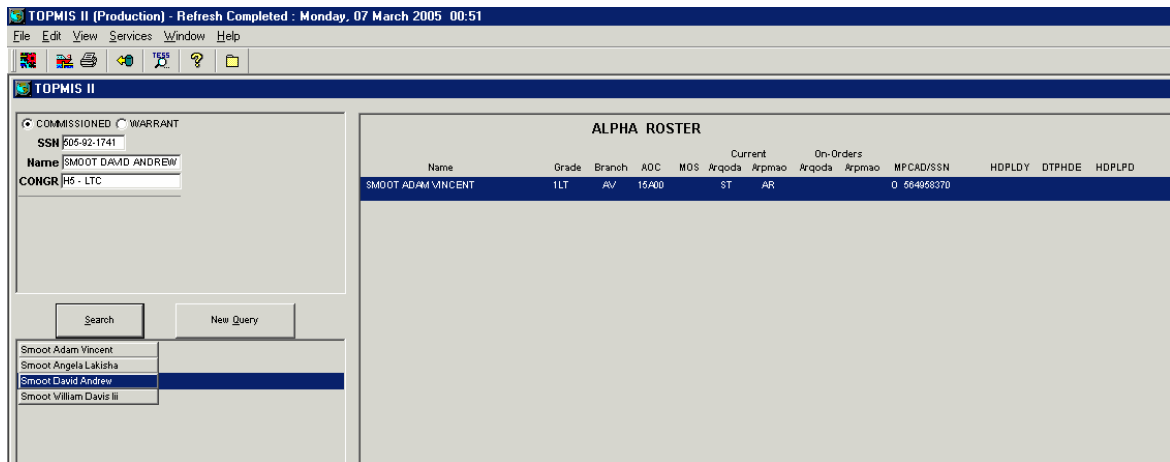 TOPMIS II (Production) - Refresh Completed : Monday, 07 March 2005 00:51
File Edit View Services Window Help
TESS
TOPMIS II
COMMISSIONED WARRANT
SSN 505-92-1741
Name SMOOT DAVID ANDREW
CONGR H5 - LTC
Search New Query
Smoot Adam Vincent
Smoot Angela Lakisha
Smoot David Andrew
Smoot William Davis Iii
ALPHA ROSTER
Current On-Orders
Name Grade Branch AOC MOS Arqoda Arpmao Arqoda Arpmao MPCAD/SSN HDPLDY DTPHDE HDPLPD
SMOOT ADAM VINCENT 1LT AV 15A00 ST AR O 564958370